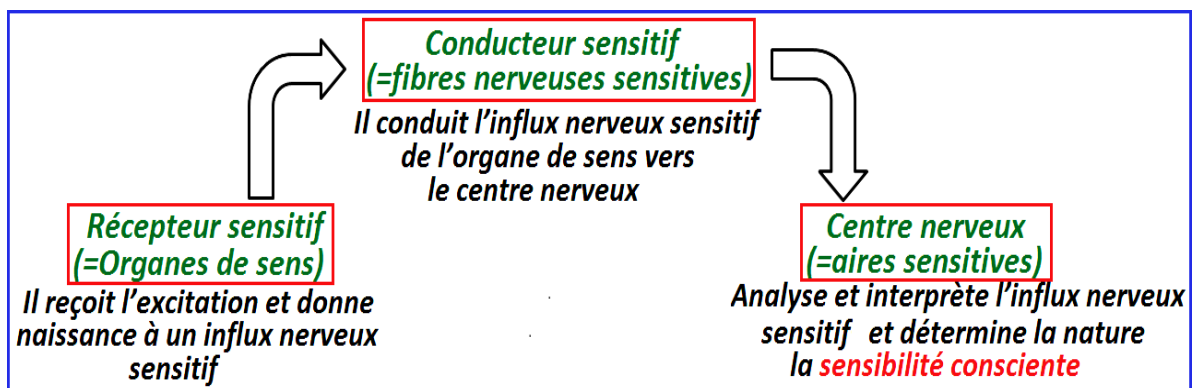 Conducteur sensitif
(=fibres nerveuses sensitives)
Il conduit l'influx nerveux sensitif
de l'organe de sens vers
le centre nerveux
Récepteur sensitif
(=Organes de sens)
Il reçoit l'excitation et donne
naissance à un influx nerveux
sensitif
Centre nerveux
(=aires sensitives)
Analyse et interprète l'influx nerveux
sensitif et détermine la nature
la sensibilité consciente